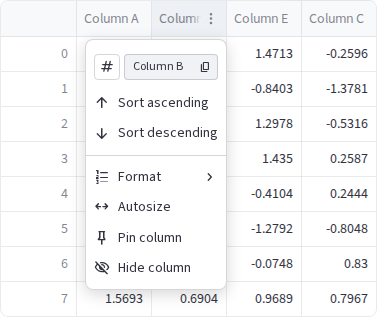 Column A Colum Column E Column C
0 1.4713 -0.2596
# Column B
1 -0.8403 -1.3781
Sort ascending
2 1.2978 -0.5316
Sort descending
3 1.435 0.2587
Format
4 -0.4104 0.2444
Autosize
5 -1.2792 -0.8048
Pin column
6 -0.0748 0.83
Hide column
7 1.5693 0.6904 0.9689 0.7967